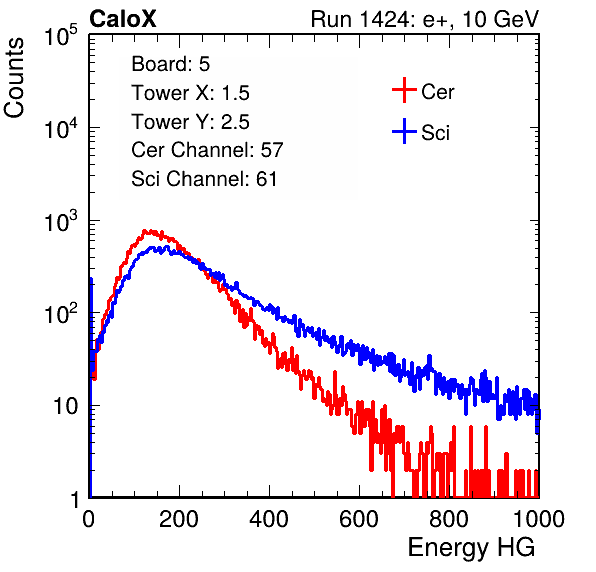 CaloX Run 1424: e+, 10 GeV
Counts
Board: 5
Tower X: 1.5
Tower Y: 2.5
Cer Channel: 57
Sci Channel: 61
Cer
Sci
10^5
10^4
10^3
10^2
10
1
0 200 400 600 800 1000
Energy HG